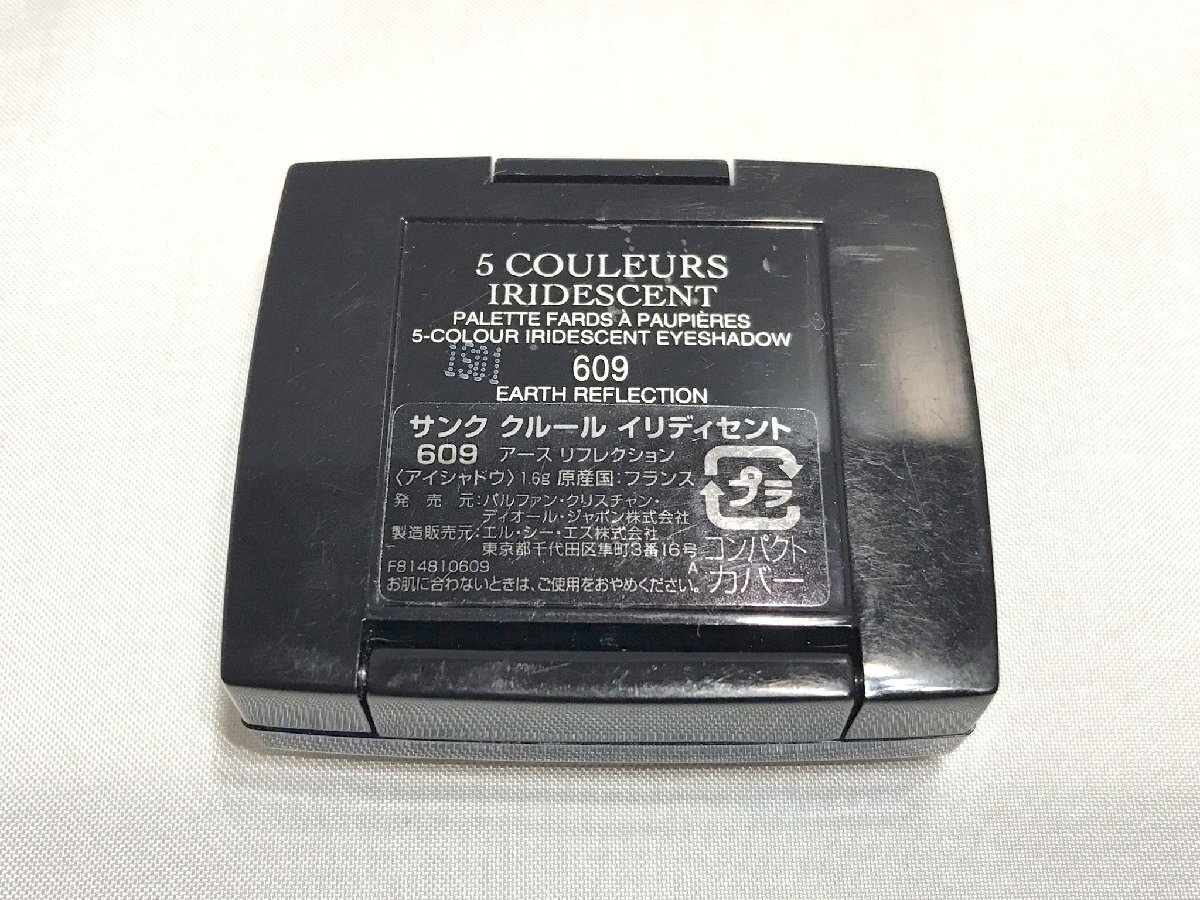 5 COULEURS
IRIDESCENT
PALETTE FARDS À PAUPIÈRES
5-COLOUR IRIDESCENT EYESHADOW
609
EARTH REFLECTION
サンク クルール イリディセント
609 アース リフレクション
〈アイシャドウ〉1.6g 原産国:フランス
発売元:パルファン・クリスチャン・
ディオール・ジャポン株式会社
製造販売元:エル・シー・エス株式会社
東京都千代田区隼町3番16号
F814810609 A
お肌に合わないときは、ご使用をおやめください。
プラ
コンパクト
カバー